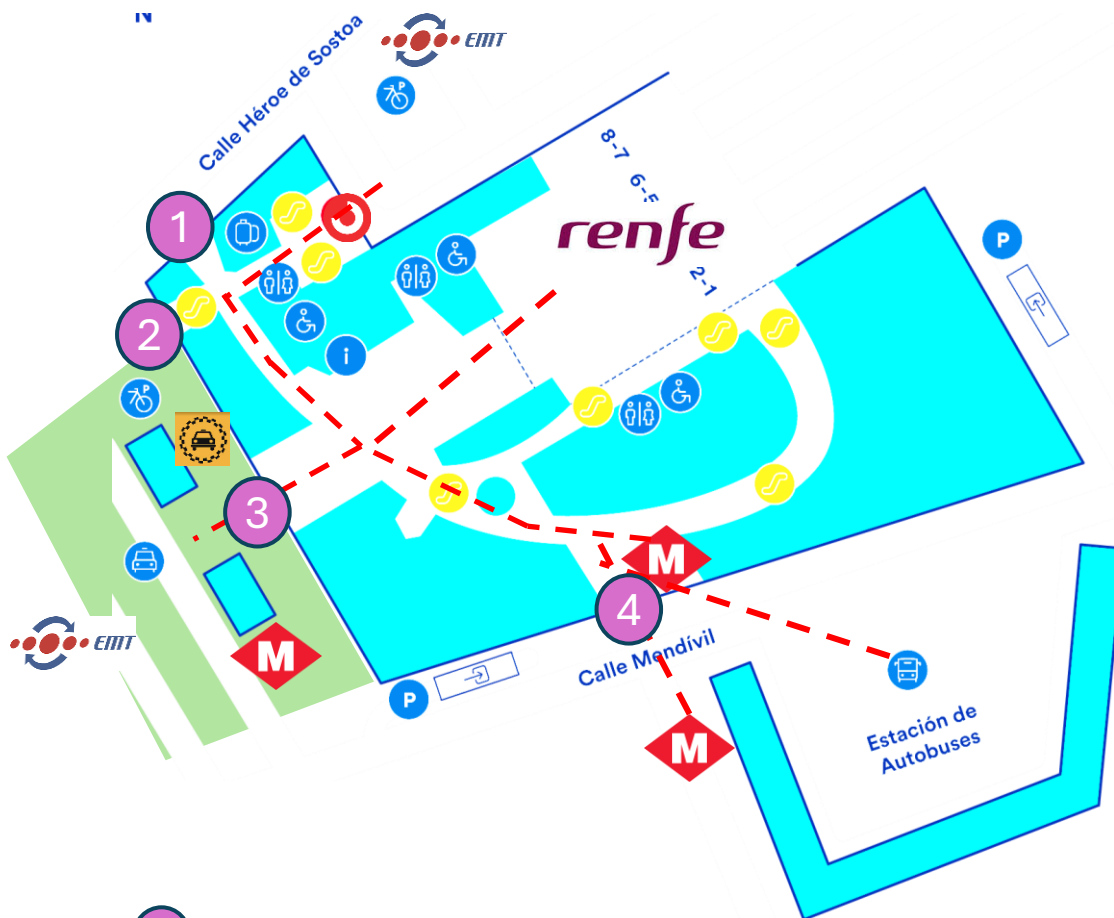 N
EMT
Calle Héroe de Sostoa
8-7
6-5
renfe
2-1
P
P
1
2
i
P
3
M
4
M
EMT
M
Calle Mendívil
P
M
Estación de
Autobuses